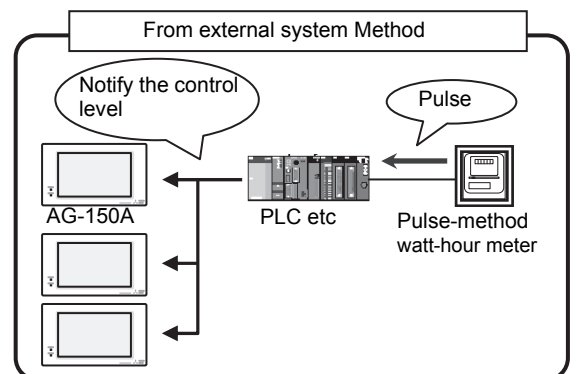 From external system Method
Notify the control
level
Pulse
AG-150A
PLC etc
Pulse-method
watt-hour meter